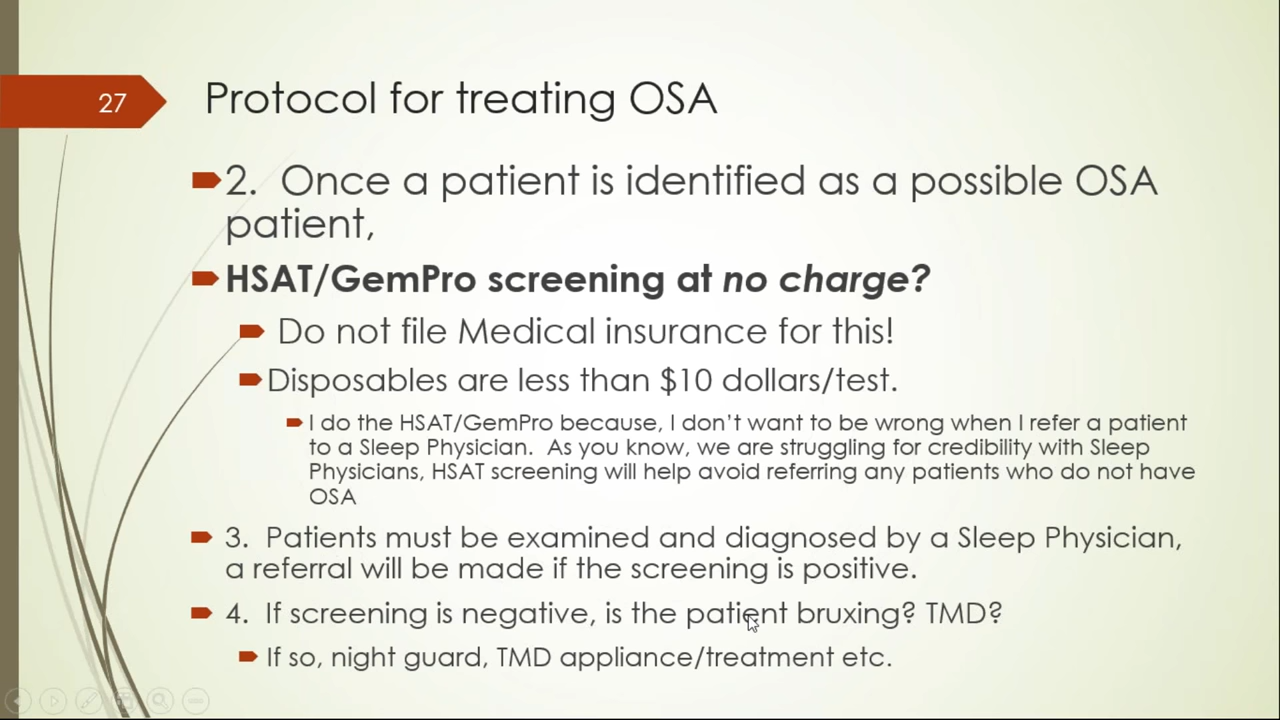 27
Protocol for treating OSA
2.  Once a patient is identified as a possible OSA
patient,
HSAT/GemPro screening at no charge?
Do not file Medical insurance for this!
Disposables are less than $10 dollars/test.
I do the HSAT/GemPro because, I don’t want to be wrong when I refer a patient
to a Sleep Physician.  As you know, we are struggling for credibility with Sleep
Physicians, HSAT screening will help avoid referring any patients who do not have
OSA
3.  Patients must be examined and diagnosed by a Sleep Physician,
a referral will be made if the screening is positive.
4.  If screening is negative, is the patient bruxing? TMD?
If so, night guard, TMD appliance/treatment etc.